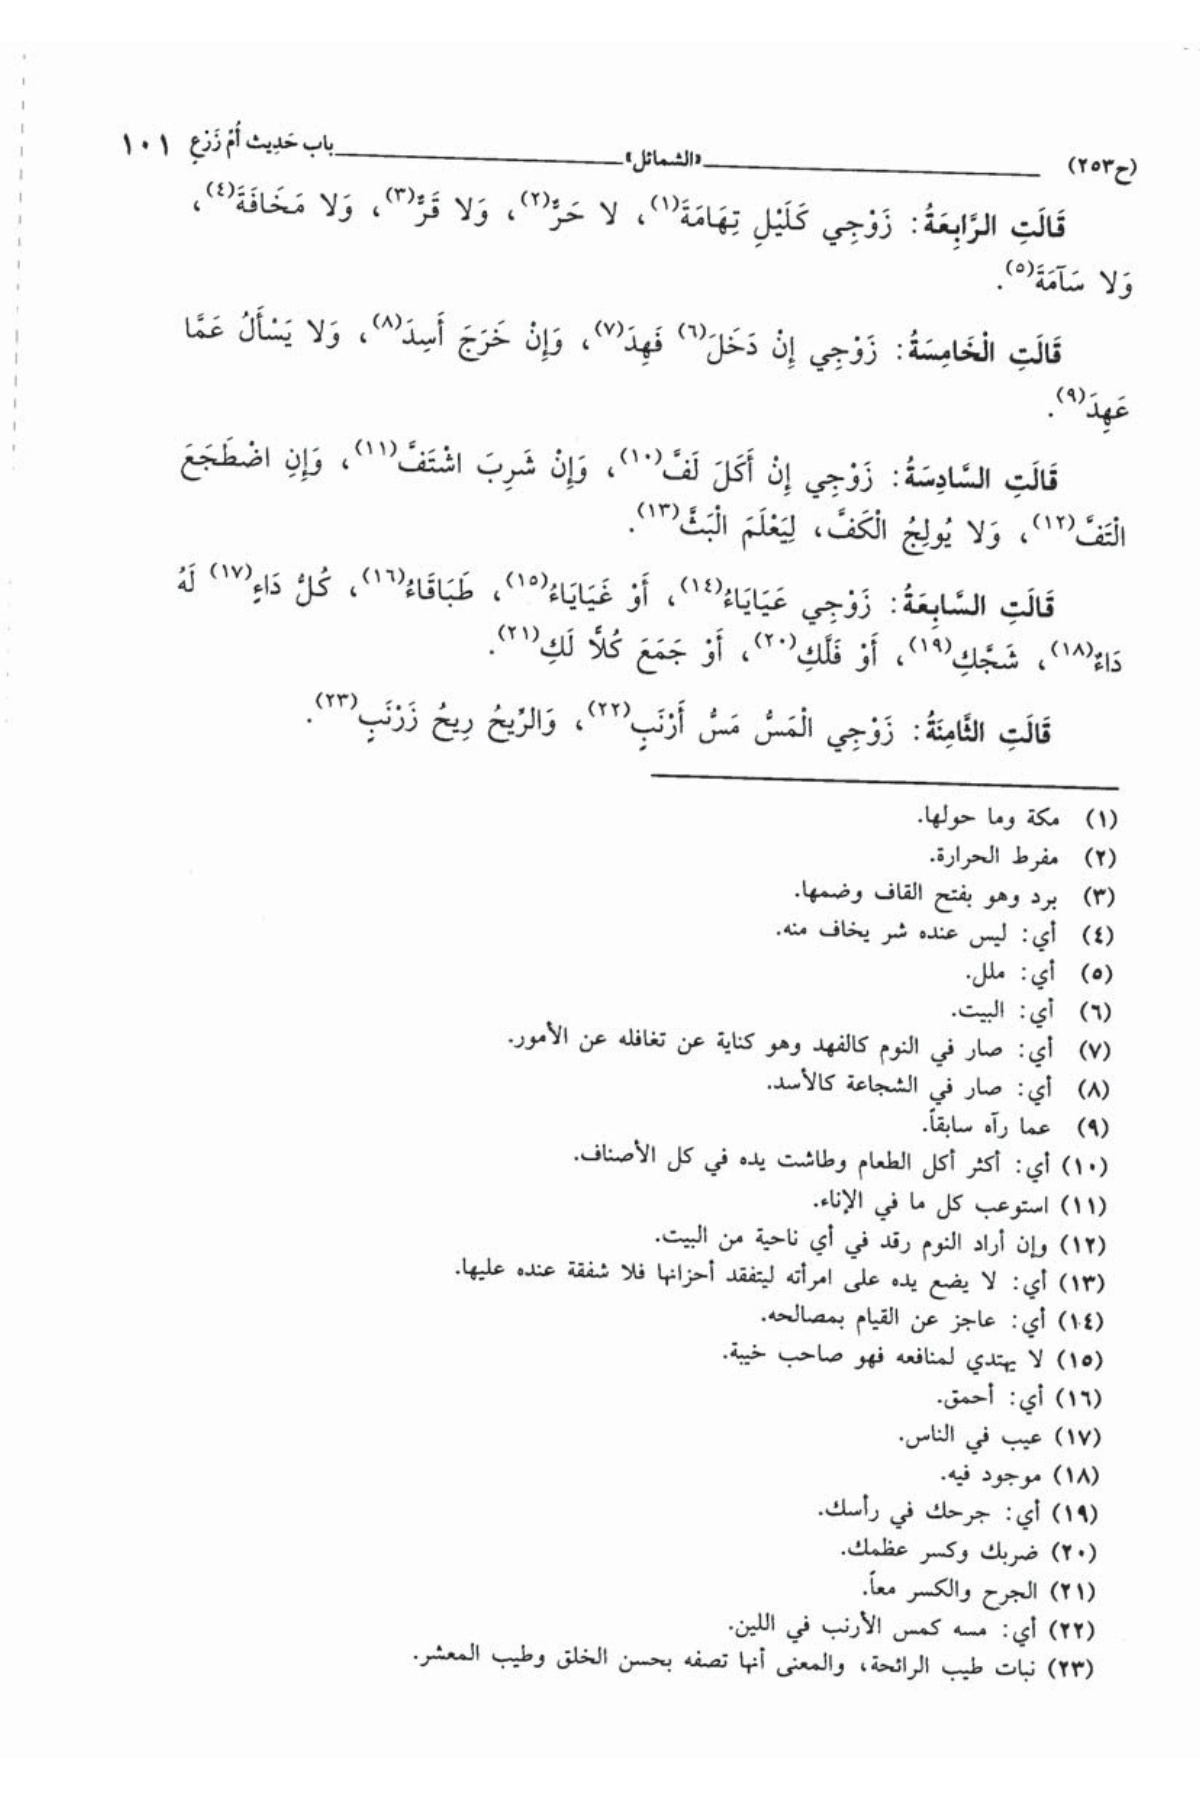 (ح٢٥٣) «الشمائل» باب حَدِيث أُمِّ زَرْعٍ ١٠١
قَالَتِ الرَّابِعَةُ: زَوْجِي كَلَيْلِ تِهَامَةَ(١)، لا حَرٌّ(٢)، وَلا قَرٌّ(٣)، وَلا مَخَافَةَ(٤)،
وَلا سَآمَةَ(٥).
قَالَتِ الْخَامِسَةُ: زَوْجِي إِنْ دَخَلَ(٦) فَهِدَ(٧)، وَإِنْ خَرَجَ أَسِدَ(٨)، وَلا يَسْأَلُ عَمَّا
عَهِدَ(٩).
قَالَتِ السَّادِسَةُ: زَوْجِي إِنْ أَكَلَ لَفَّ(١٠)، وَإِنْ شَرِبَ اشْتَفَّ(١١)، وَإِنِ اضْطَجَعَ
الْتَفَّ(١٢)، وَلا يُولِجُ الْكَفَّ، لِيَعْلَمَ الْبَثَّ(١٣).
قَالَتِ السَّابِعَةُ: زَوْجِي عَيَايَاءُ(١٤)، أَوْ غَيَايَاءُ(١٥)، طَبَاقَاءُ(١٦)، كُلُّ دَاءٍ(١٧) لَهُ
دَاءٌ(١٨)، شَجَّكِ(١٩)، أَوْ فَلَّكِ(٢٠)، أَوْ جَمَعَ كُلًّا لَكِ(٢١).
قَالَتِ الثَّامِنَةُ: زَوْجِي الْمَسُّ مَسُّ أَرْنَبٍ(٢٢)، وَالرِّيحُ رِيحُ زَرْنَبٍ(٢٣).
(١) مكة وما حولها.
(٢) مفرط الحرارة.
(٣) برد وهو بفتح القاف وضمها.
(٤) أي: ليس عنده شر يخاف منه.
(٥) أي: ملل.
(٦) أي: البيت.
(٧) أي: صار في النوم كالفهد وهو كناية عن تغافله عن الأمور.
(٨) أي: صار في الشجاعة كالأسد.
(٩) عما رآه سابقاً.
(١٠) أي: أكثر أكل الطعام وطاشت يده في كل الأصناف.
(١١) استوعب كل ما في الإناء.
(١٢) وإن أراد النوم رقد في أي ناحية من البيت.
(١٣) أي: لا يضع يده على امرأته ليتفقد أحزانها فلا شفقة عنده عليها.
(١٤) أي: عاجز عن القيام بمصالحه.
(١٥) لا يهتدي لمنافعه فهو صاحب خيبة.
(١٦) أي: أحمق.
(١٧) عيب في الناس.
(١٨) موجود فيه.
(١٩) أي: جرحك في رأسك.
(٢٠) ضربك وكسر عظمك.
(٢١) الجرح والكسر معاً.
(٢٢) أي: مسه كمس الأرنب في اللين.
(٢٣) نبات طيب الرائحة، والمعنى أنها تصفه بحسن الخلق وطيب المعشر.